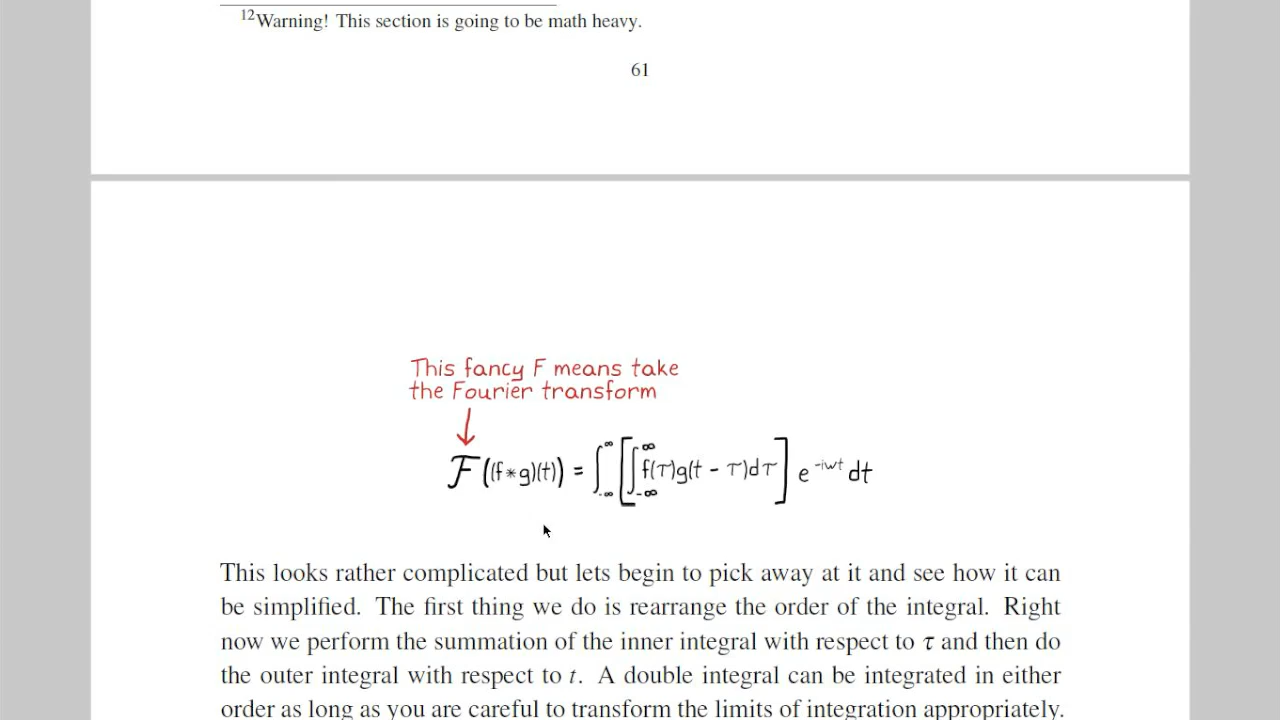 ¹²Warning! This section is going to be math heavy.
61
This fancy F means take
the Fourier transform
ℱ((f*g)(t)) = ∫_{-∞}^{∞} [∫_{-∞}^{∞} f(τ)g(t - τ)dτ] e^{-iwt} dt
This looks rather complicated but lets begin to pick away at it and see how it can
be simplified. The first thing we do is rearrange the order of the integral. Right
now we perform the summation of the inner integral with respect to τ and then do
the outer integral with respect to t. A double integral can be integrated in either
order as long as you are careful to transform the limits of integration appropriately.